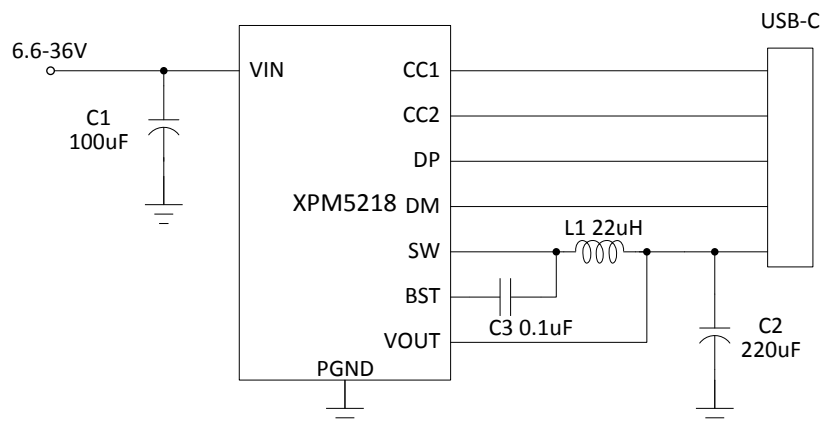 USB-C
6.6-36V
VIN
CC1
C1
100uF
CC2
DP
XPM5218
DM
L1 22uH
SW
BST
C3 0.1uF
VOUT
C2
220uF
PGND